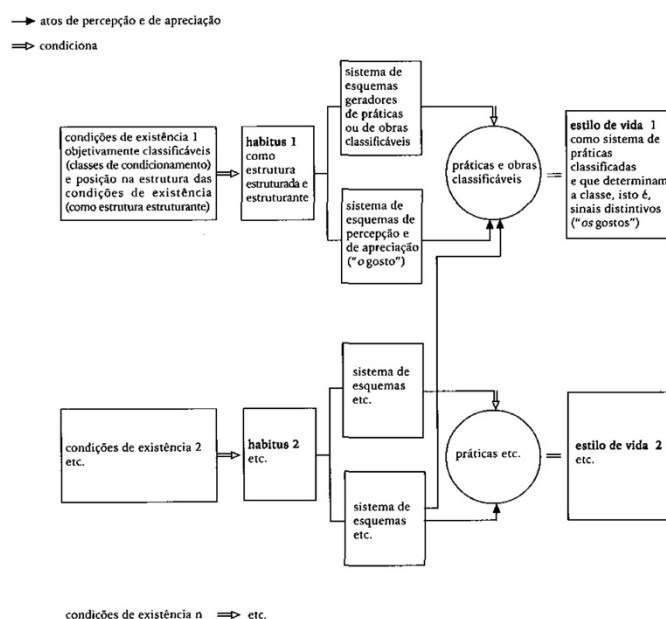 atos de percepção e de apreciação
condiciona
condições de existência 1
objetivamente classificáveis
(classes de condicionamento)
e posição na estrutura das
condições de existência
(como estrutura estruturante)
habitus 1
como
estrutura
estruturada e
estruturante
sistema de
esquemas
geradores
de práticas
ou de obras
classificáveis
sistema de
esquemas de
percepção e
de apreciação
("o gosto")
práticas e obras
classificáveis
estilo de vida 1
como sistema de
práticas
classificadas
e que determinam
a classe, isto é,
sinais distintivos
("os gostos")
condições de existência 2
etc.
habitus 2
etc.
sistema de
esquemas
etc.
sistema de
esquemas
etc.
práticas etc.
estilo de vida 2
etc.
condições de existência n
etc.